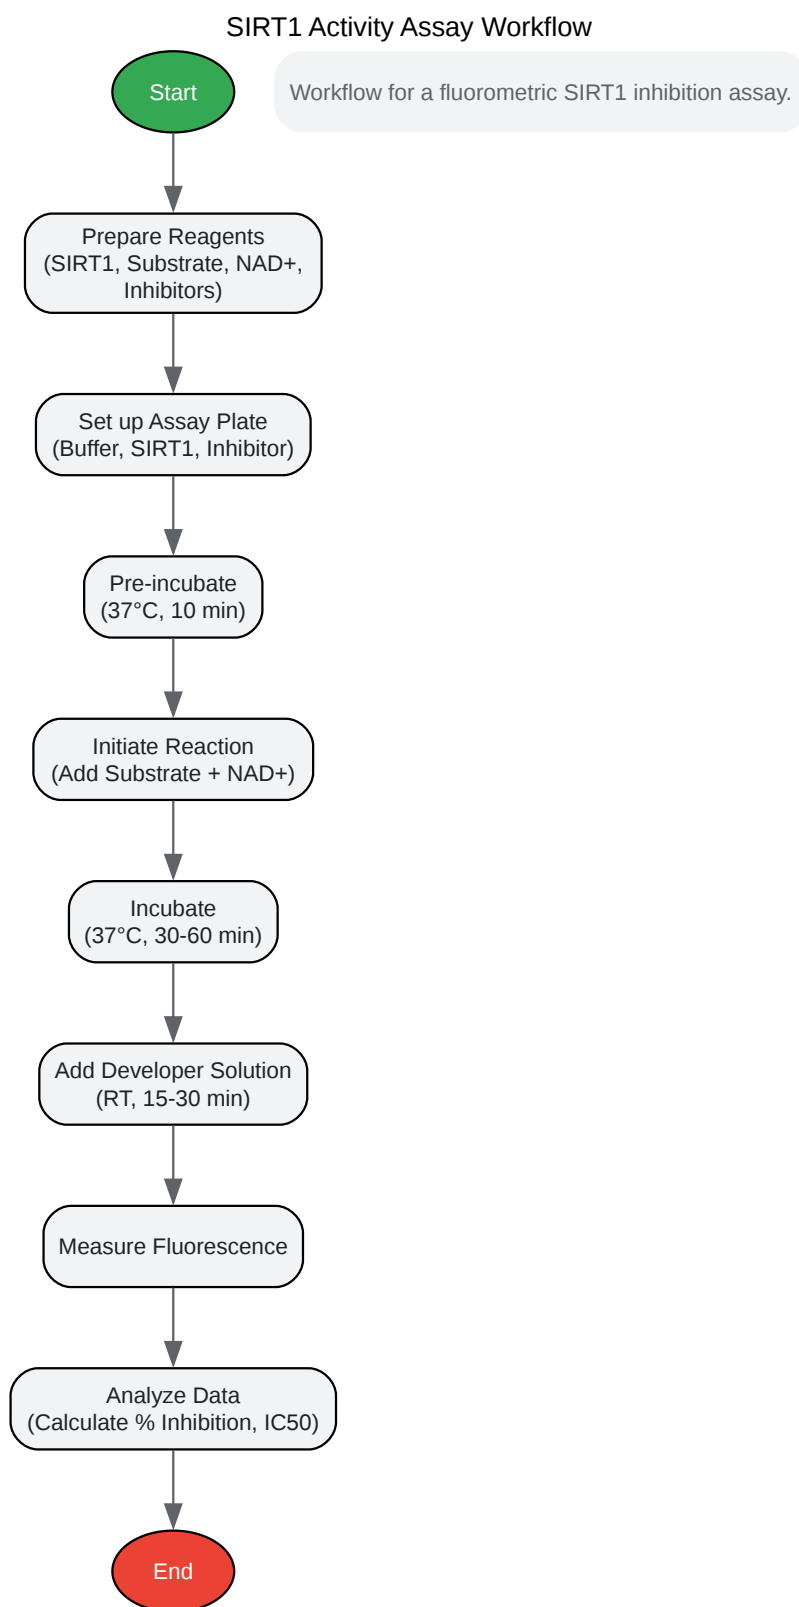 SIRT1 Activity Assay Workflow
Start
Workflow for a fluorometric SIRT1 inhibition assay.
Prepare Reagents
(SIRT1, Substrate, NAD+,
Inhibitors)
Set up Assay Plate
(Buffer, SIRT1, Inhibitor)
Pre-incubate
(37°C, 10 min)
Initiate Reaction
(Add Substrate + NAD+)
Incubate
(37°C, 30-60 min)
Add Developer Solution
(RT, 15-30 min)
Measure Fluorescence
Analyze Data
(Calculate % Inhibition, IC50)
End